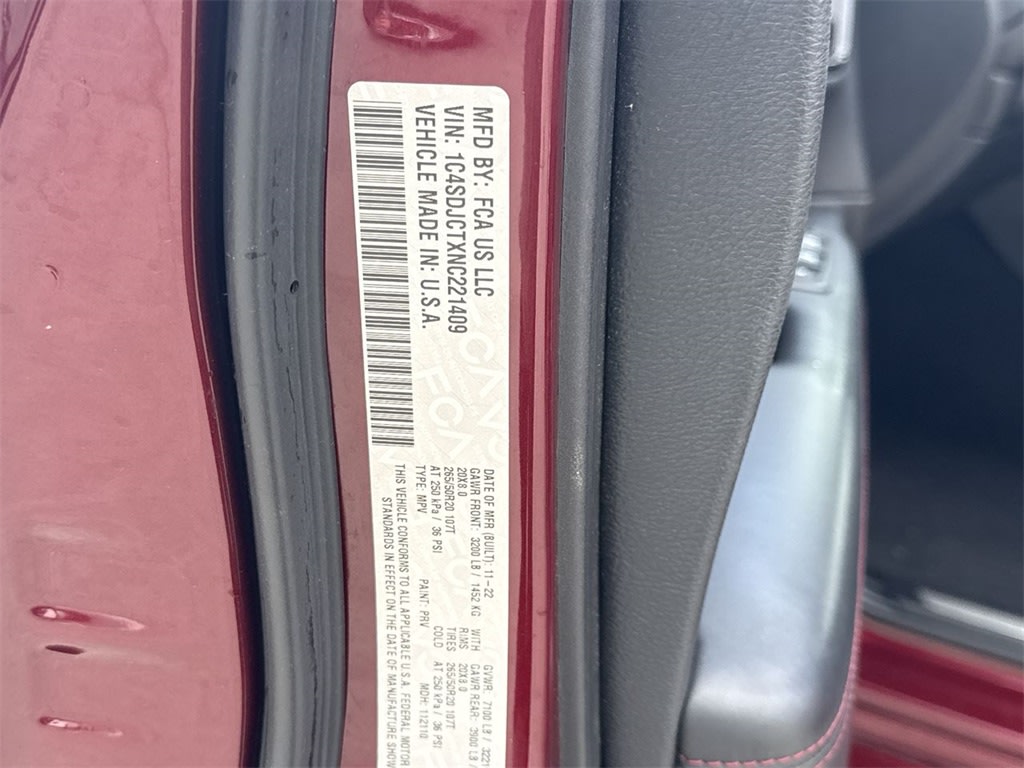 MFD BY: FCA US LLC
VIN: 1C4SDJCTXNC221409
VEHICLE MADE IN: U.S.A.
DATE OF MFR (BUILT): 11-22 GVWR: 7100 LB / 3221
GAWR FRONT: 3200 LB / 1452 KG WITH GAWR REAR: 3900 LB /
20X8.0 RIMS 20X8.0
265/50R20 107T TIRES 265/50R20 107T
AT 250 kPa / 36 PSI COLD AT 250 kPa / 36 PSI
TYPE: MPV PAINT: PRV MDH: 112210
THIS VEHICLE CONFORMS TO ALL APPLICABLE U.S.A. FEDERAL MOTOR
STANDARDS IN EFFECT ON THE DATE OF MANUFACTURE SHOW